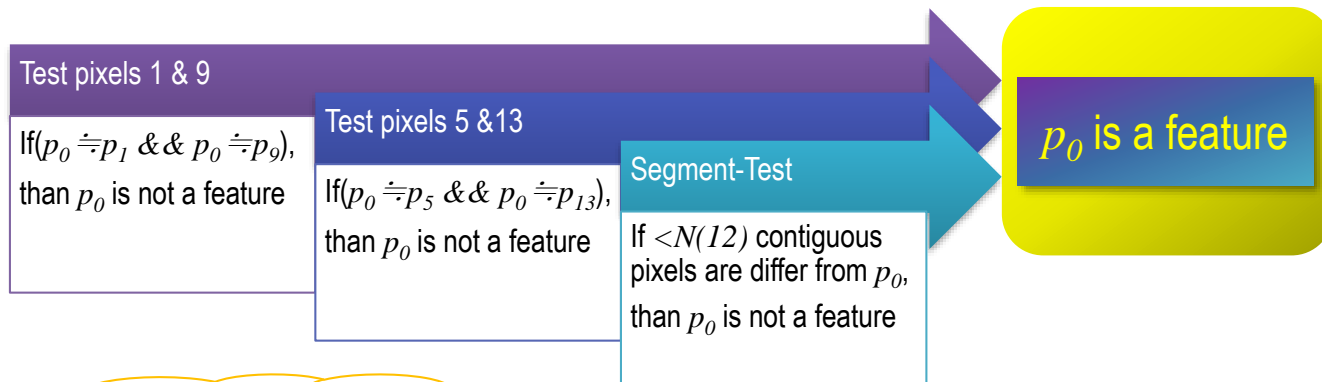 Test pixels 1 & 9
If(p₀ ≒p₁ && p₀ ≒p₉),
than p₀ is not a feature
Test pixels 5 &13
If(p₀ ≒p₅ && p₀ ≒p₁₃),
than p₀ is not a feature
Segment-Test
If <N(12) contiguous
pixels are differ from p₀,
than p₀ is not a feature
p₀ is a feature